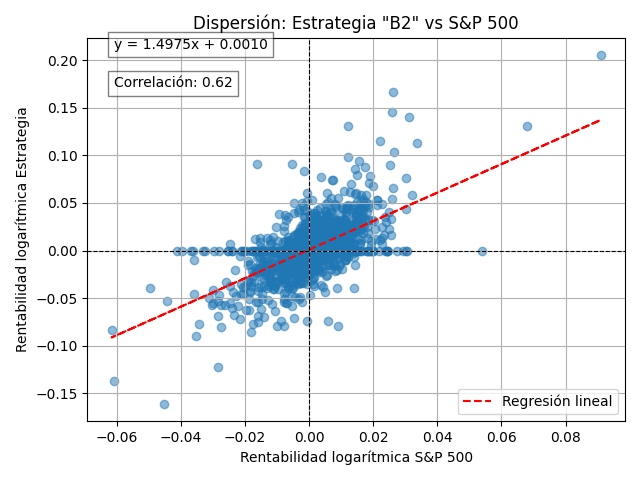 Dispersión: Estrategia "B2" vs S&P 500
y = 1.4975x + 0.0010
Correlación: 0.62
Rentabilidad logarítmica Estrategia
0.20
0.15
0.10
0.05
0.00
−0.05
−0.10
−0.15
Regresión lineal
−0.06 −0.04 −0.02 0.00 0.02 0.04 0.06 0.08
Rentabilidad logarítmica S&P 500